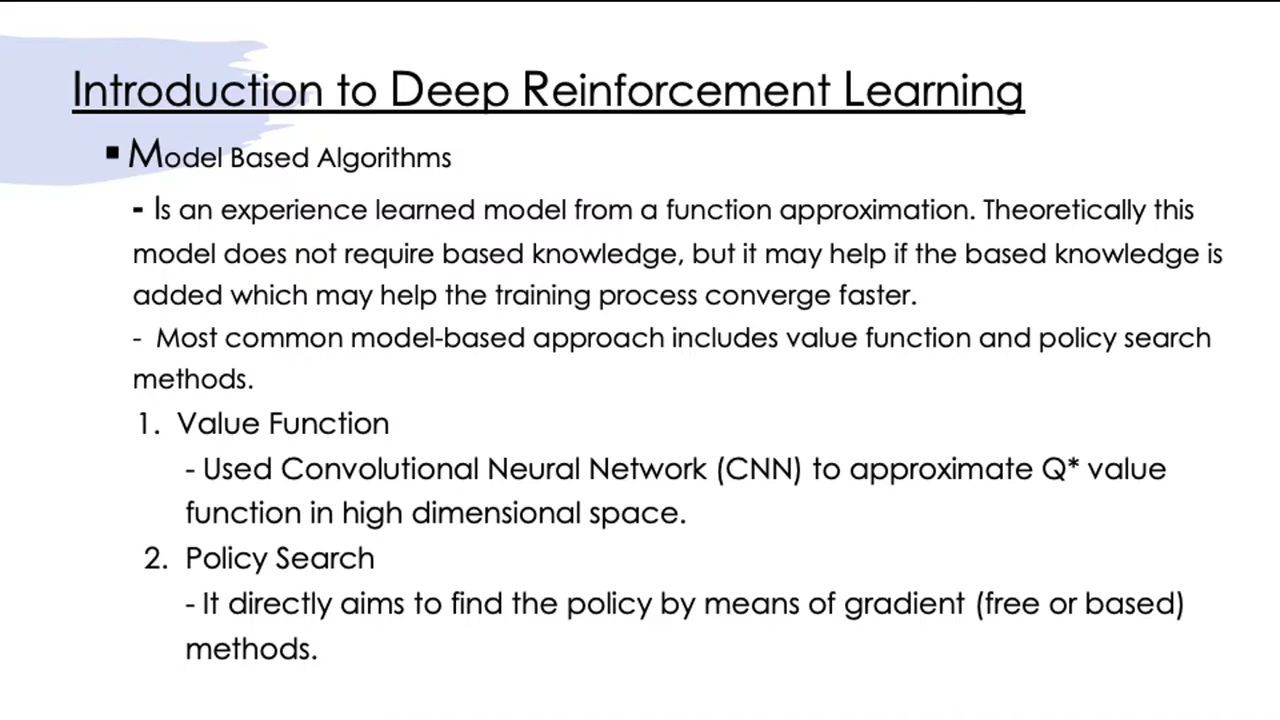 Introduction to Deep Reinforcement Learning
▪ Model Based Algorithms
- Is an experience learned model from a function approximation. Theoretically this
model does not require based knowledge, but it may help if the based knowledge is
added which may help the training process converge faster.
- Most common model-based approach includes value function and policy search
methods.
1. Value Function
- Used Convolutional Neural Network (CNN) to approximate Q* value
function in high dimensional space.
2. Policy Search
- It directly aims to find the policy by means of gradient (free or based)
methods.